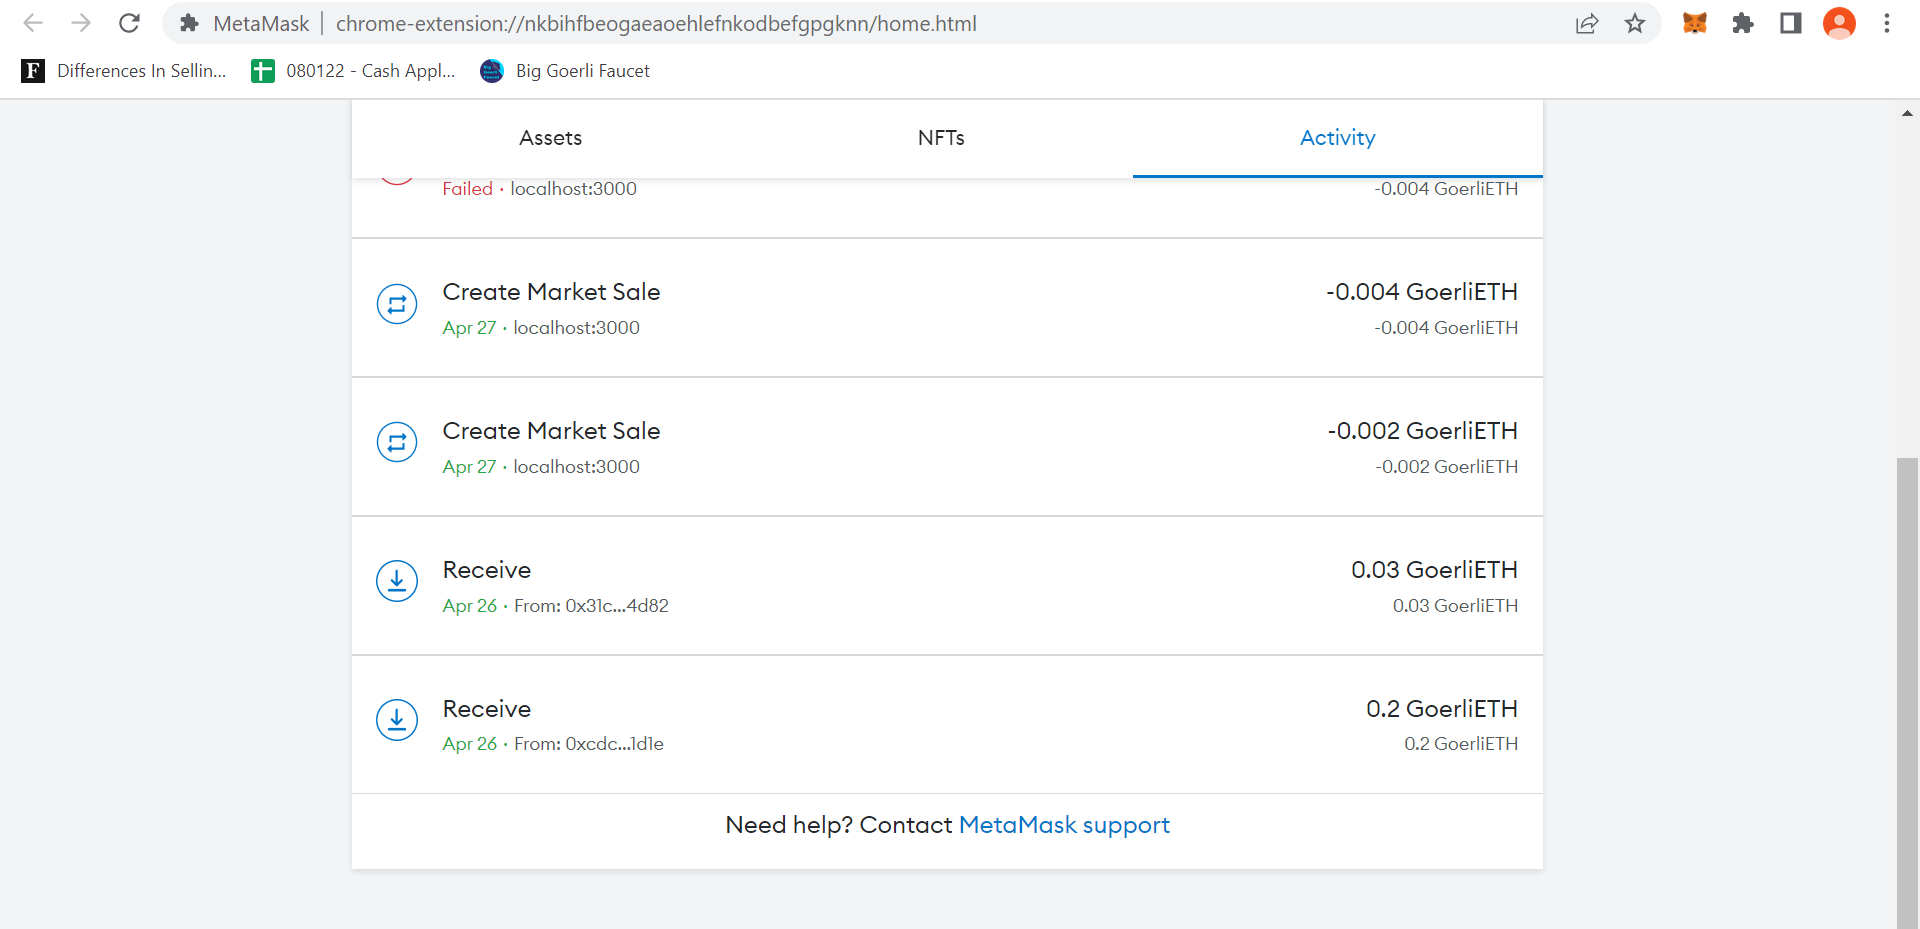 MetaMask | chrome-extension://nkbihfbeogaeaoehlefnkodbefgpgknn/home.html
F Differences In Sellin... 080122 - Cash Appl... Big Goerli Faucet
Assets NFTs Activity
Failed · localhost:3000 -0.004 GoerliETH
Create Market Sale -0.004 GoerliETH
Apr 27 · localhost:3000 -0.004 GoerliETH
Create Market Sale -0.002 GoerliETH
Apr 27 · localhost:3000 -0.002 GoerliETH
Receive 0.03 GoerliETH
Apr 26 · From: 0x31c...4d82 0.03 GoerliETH
Receive 0.2 GoerliETH
Apr 26 · From: 0xcdc...1d1e 0.2 GoerliETH
Need help? Contact MetaMask support